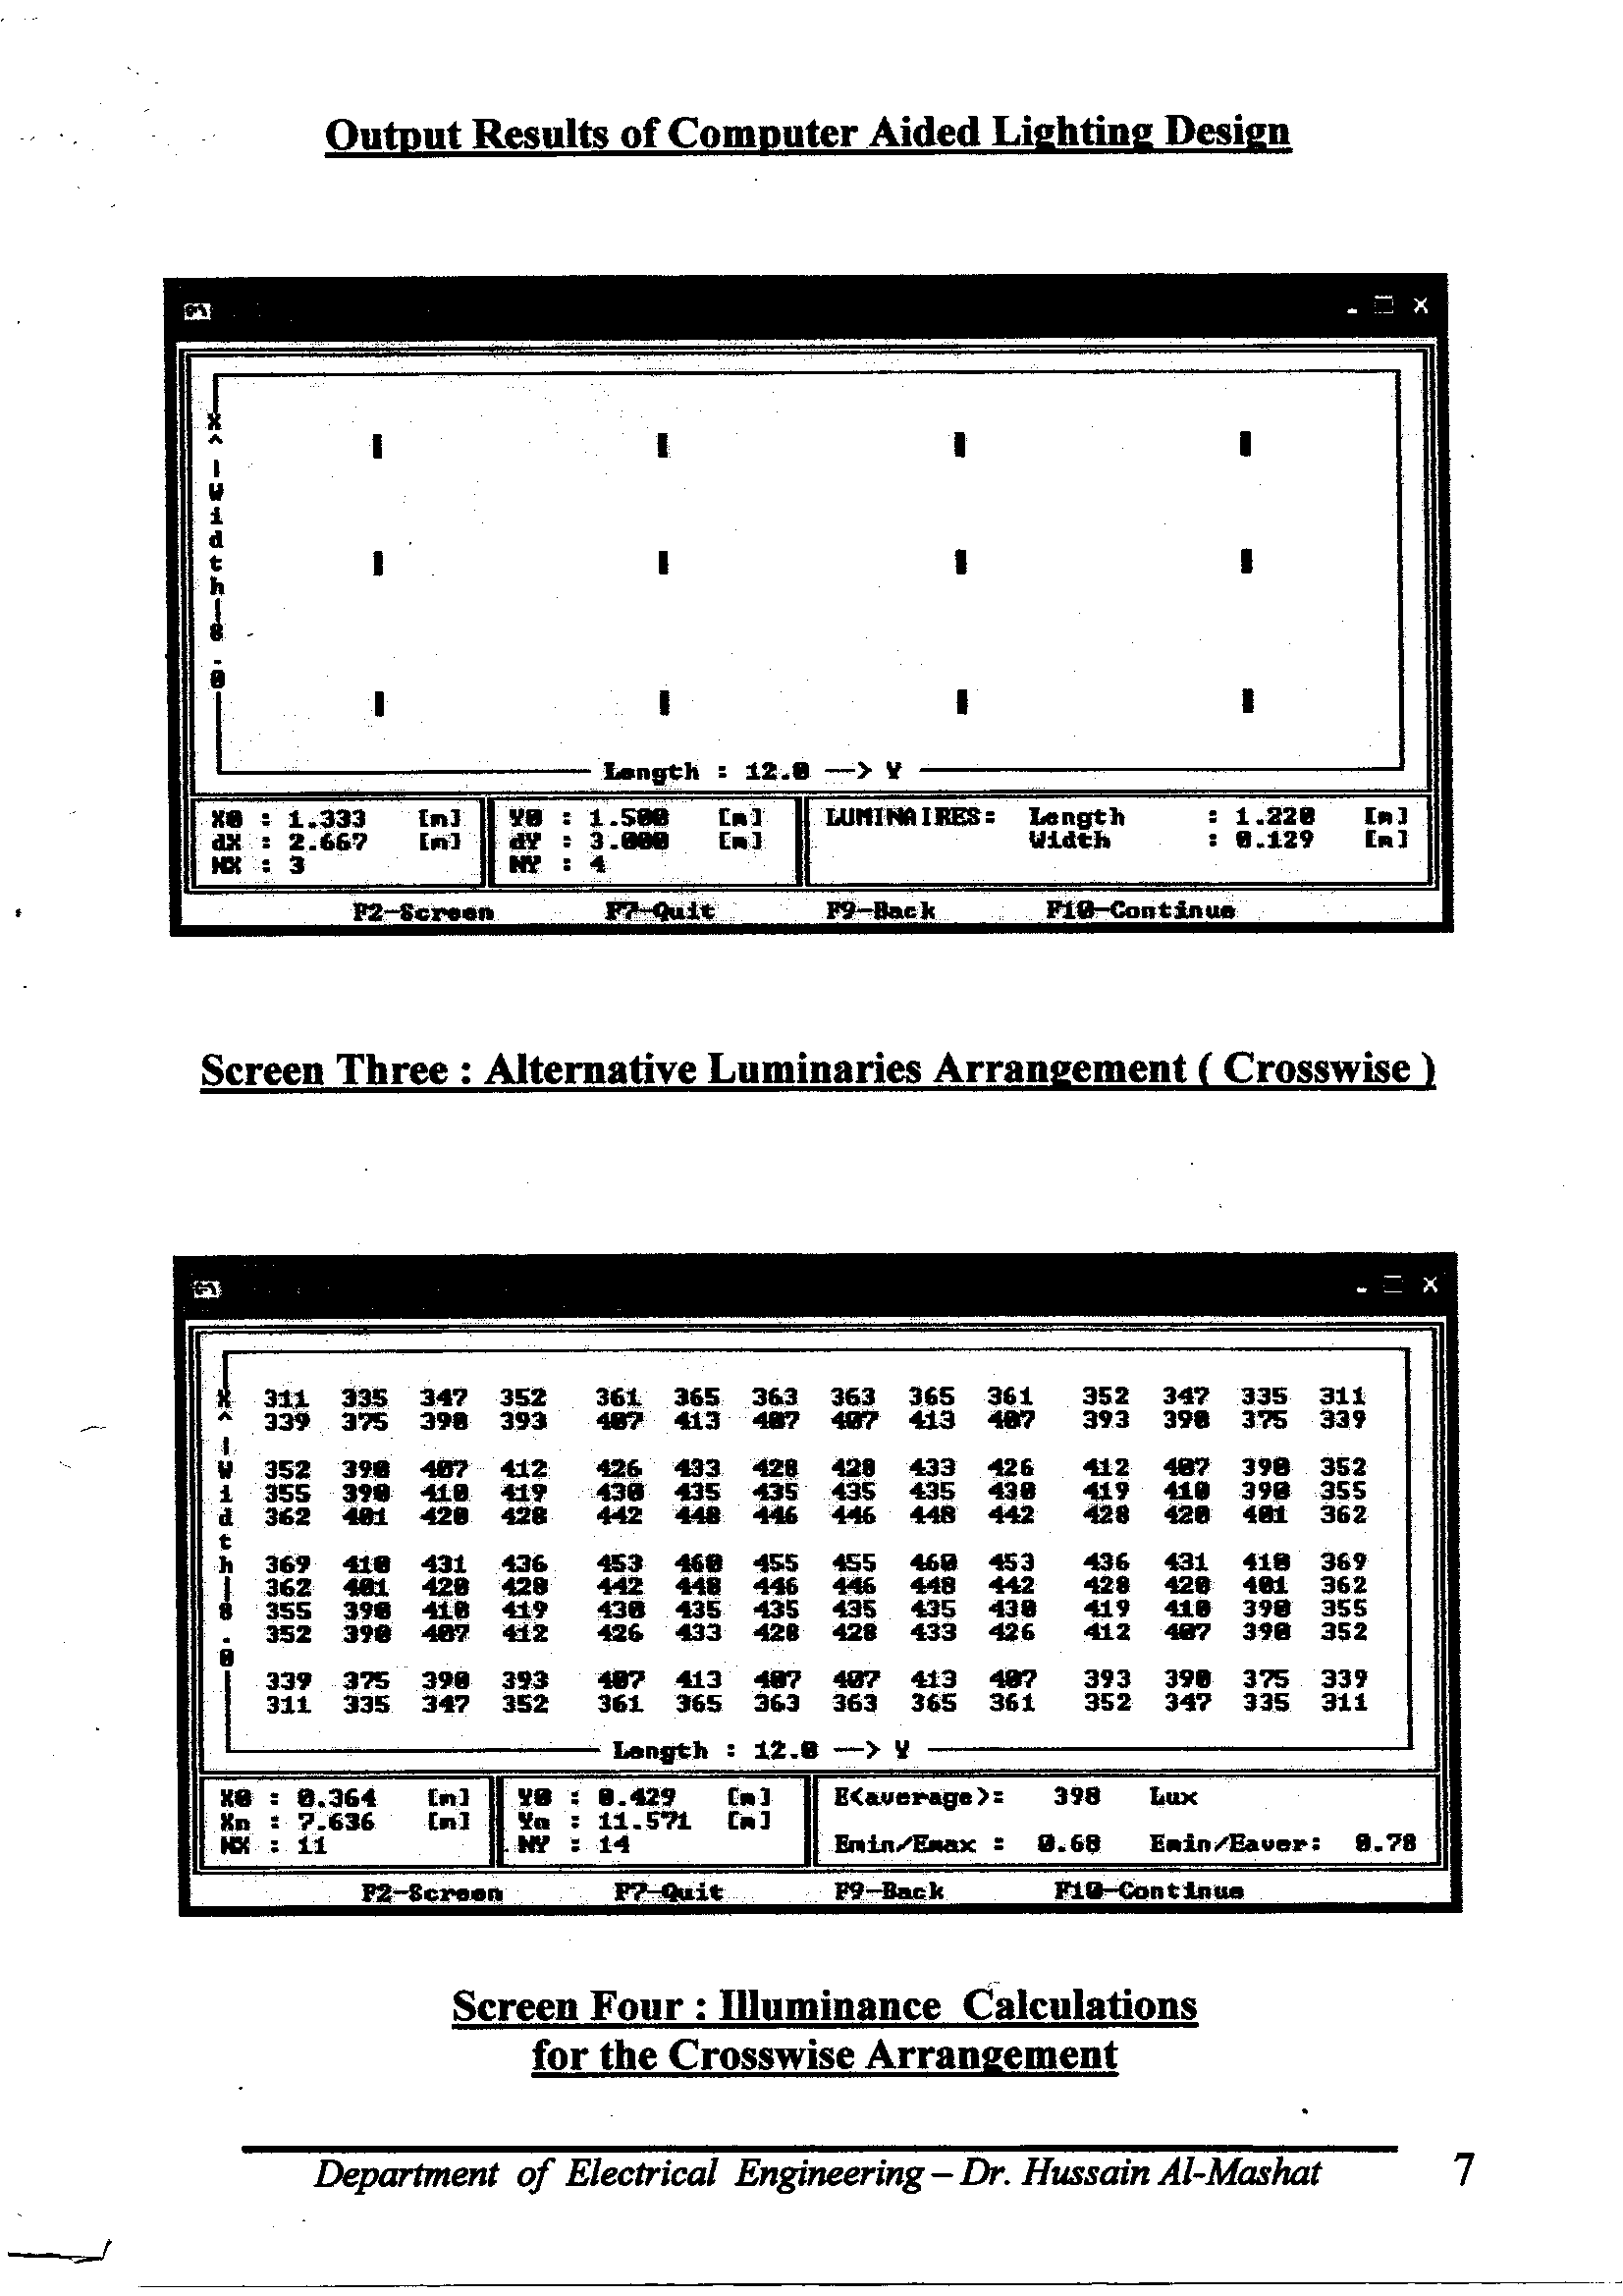 Output Results of Computer Aided Lighting Design
X
^
|
W
i
d
t
h
|
8
.
0
Length : 12.0 —> Y
X0 : 1.333 [m] Y0 : 1.500 [m] LUMINAIRES: Length : 1.220 [m]
dX : 2.667 [m] dY : 3.000 [m] Width : 0.129 [m]
NX : 3 NY : 4
F2-Screen F7-Quit F9-Back F10-Continue
Screen Three : Alternative Luminaries Arrangement ( Crosswise )
X 311 335 347 352 361 365 363 363 365 361 352 347 335 311
^ 339 375 390 393 407 413 407 407 413 407 393 390 375 339
|
W 352 390 407 412 426 433 428 428 433 426 412 407 390 352
i 355 390 410 419 430 435 435 435 435 430 419 410 390 355
d 362 401 420 428 442 448 446 446 448 442 428 420 401 362
t
h 369 410 431 436 453 460 455 455 460 453 436 431 410 369
| 362 401 420 428 442 448 446 446 448 442 428 420 401 362
8 355 390 410 419 430 435 435 435 435 430 419 410 390 355
. 352 390 407 412 426 433 428 428 433 426 412 407 390 352
0
339 375 390 393 407 413 407 407 413 407 393 390 375 339
311 335 347 352 361 365 363 363 365 361 352 347 335 311
Length : 12.0 —> Y
X0 : 0.364 [m] Y0 : 0.429 [m] E(average): 398 Lux
Xn : 7.636 [m] Yn : 11.571 [m]
NX : 11 NY : 14 Emin/Emax : 0.68 Emin/Eaver: 0.78
F2-Screen F7-Quit F9-Back F10-Continue
Screen Four : Illuminance Calculations
for the Crosswise Arrangement
Department of Electrical Engineering – Dr. Hussain Al-Mashat 7